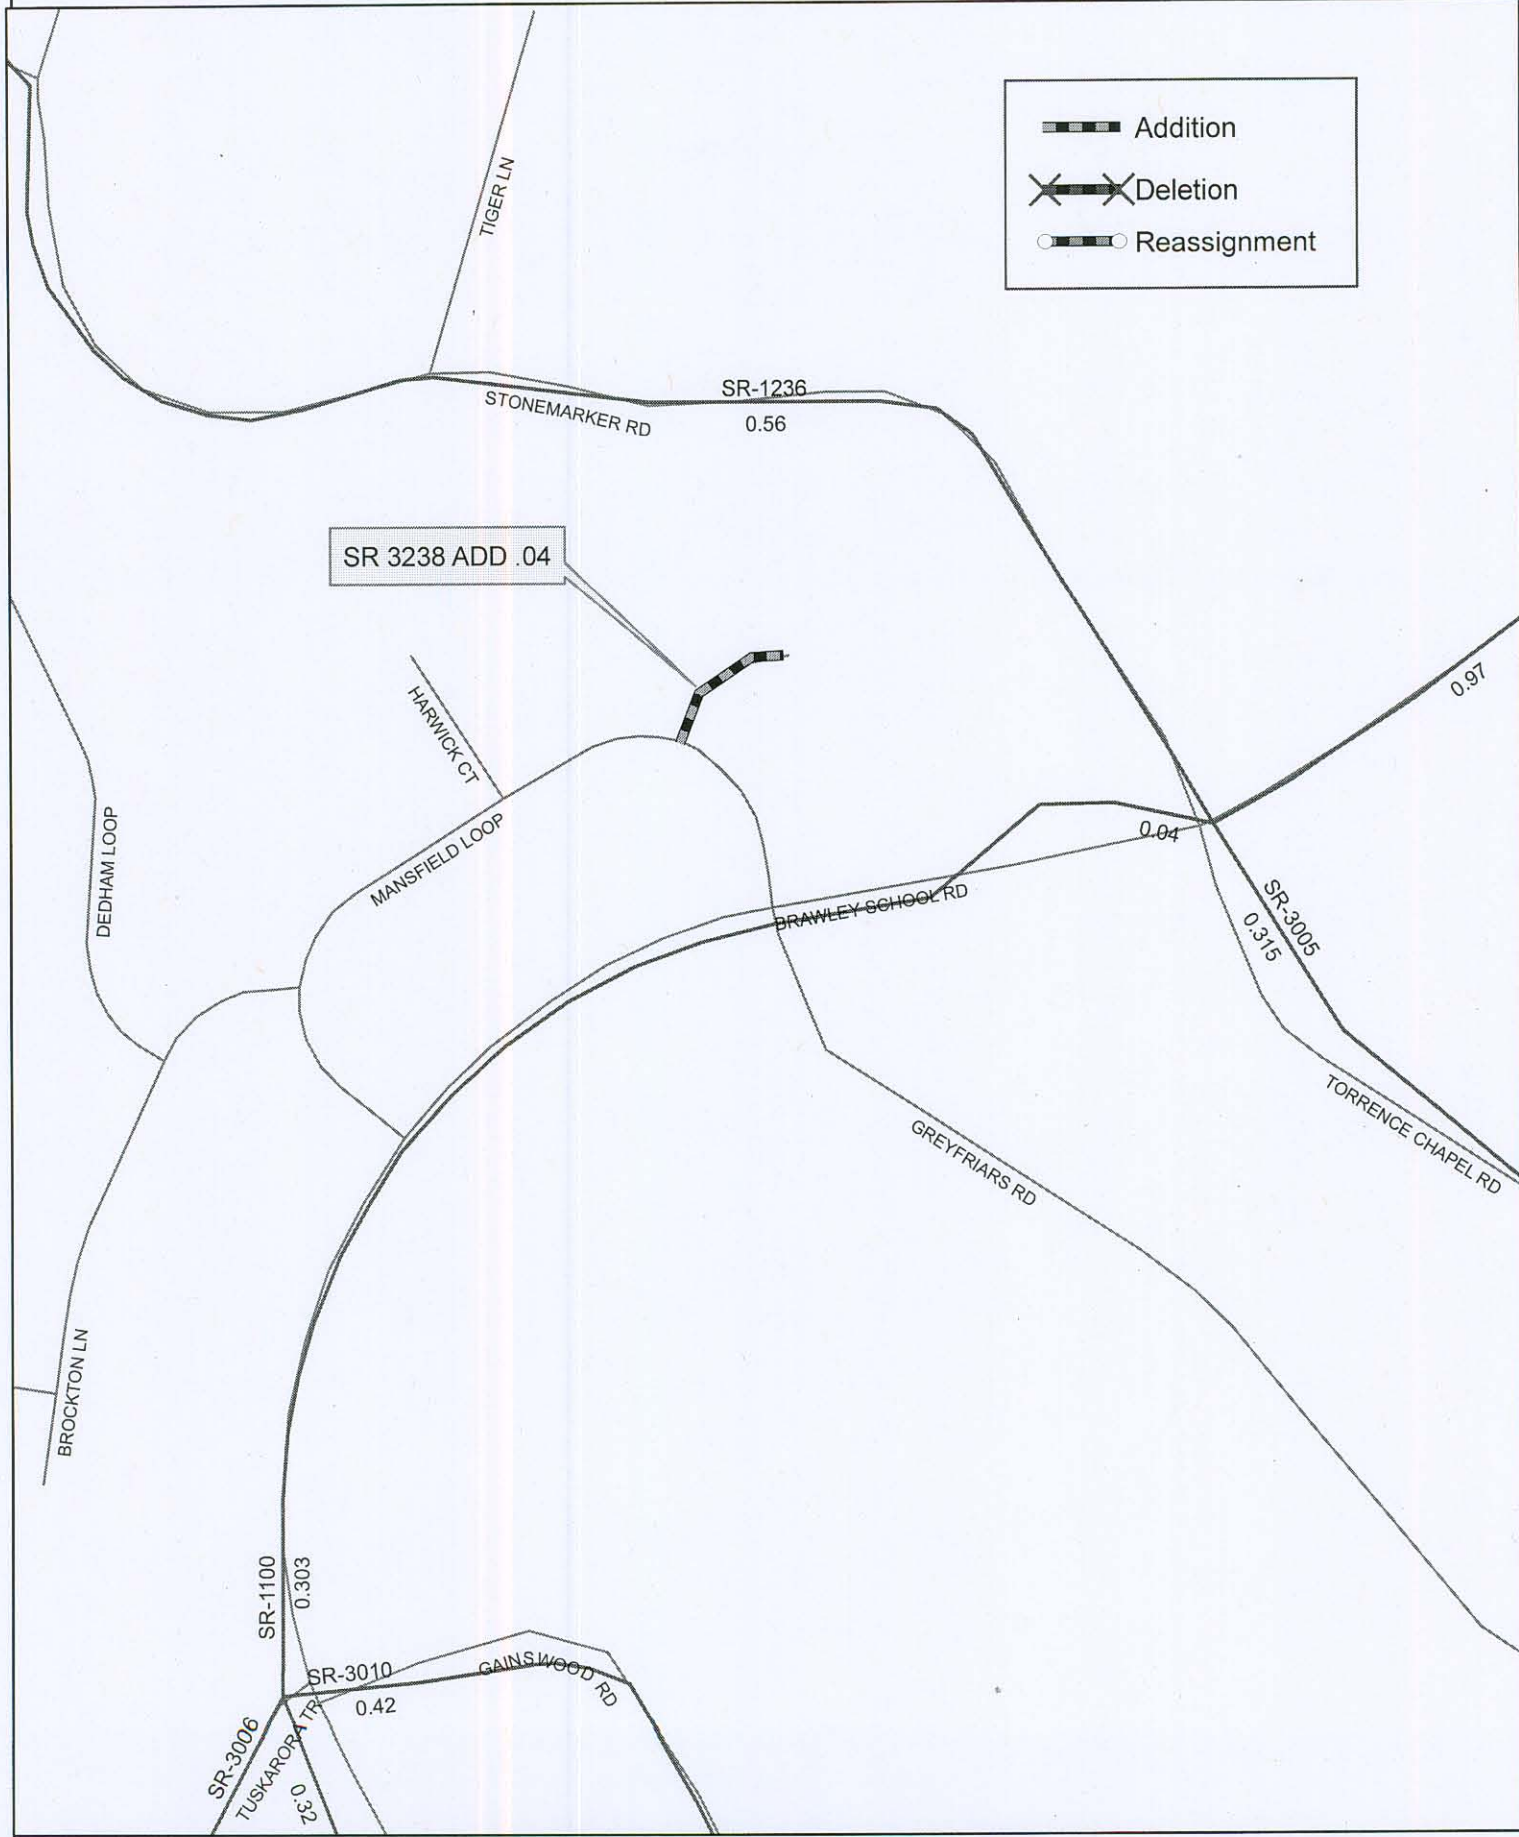 Addition
Deletion
Reassignment
TIGER LN
SR-1236
STONEMARKER RD
0.56
SR 3238 ADD .04
0.97
HARWICK CT
DEDHAM LOOP
MANSFIELD LOOP
0.04
BRAWLEY SCHOOL RD
SR-3005
0.315
TORRENCE CHAPEL RD
GREYFRIARS RD
BROCKTON LN
SR-1100
0.303
SR-3010
GAINSWOOD RD
0.42
SR-3006
TUSKARORA TR
0.32